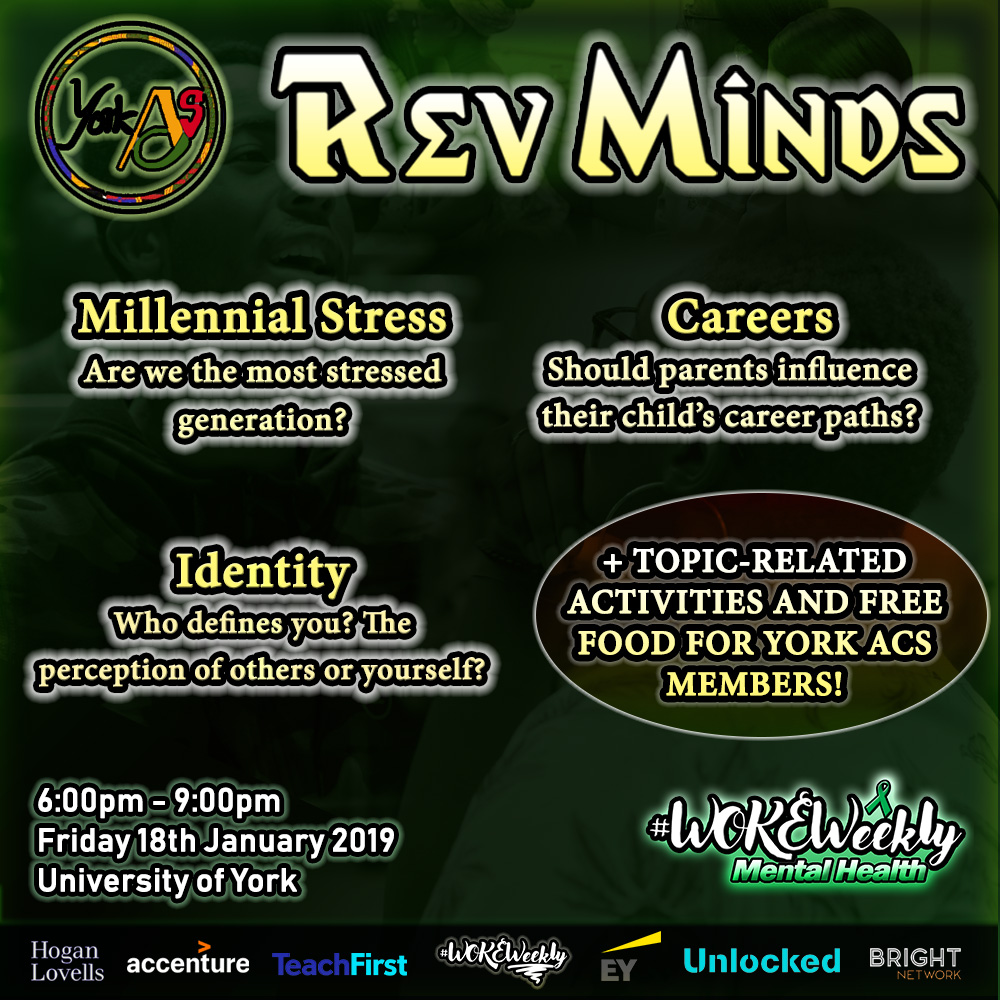 York ACS
Rev Minds
Millennial Stress
Are we the most stressed
generation?
Careers
Should parents influence
their child's career paths?
Identity
Who defines you? The
perception of others or yourself?
+ TOPIC-RELATED
ACTIVITIES AND FREE
FOOD FOR YORK ACS
MEMBERS!
6:00pm – 9:00pm
Friday 18th January 2019
University of York
#WOKEWeekly
Mental Health
Hogan
Lovells
accenture
TeachFirst
#WOKEWeekly
EY
Unlocked
BRIGHT
NETWORK